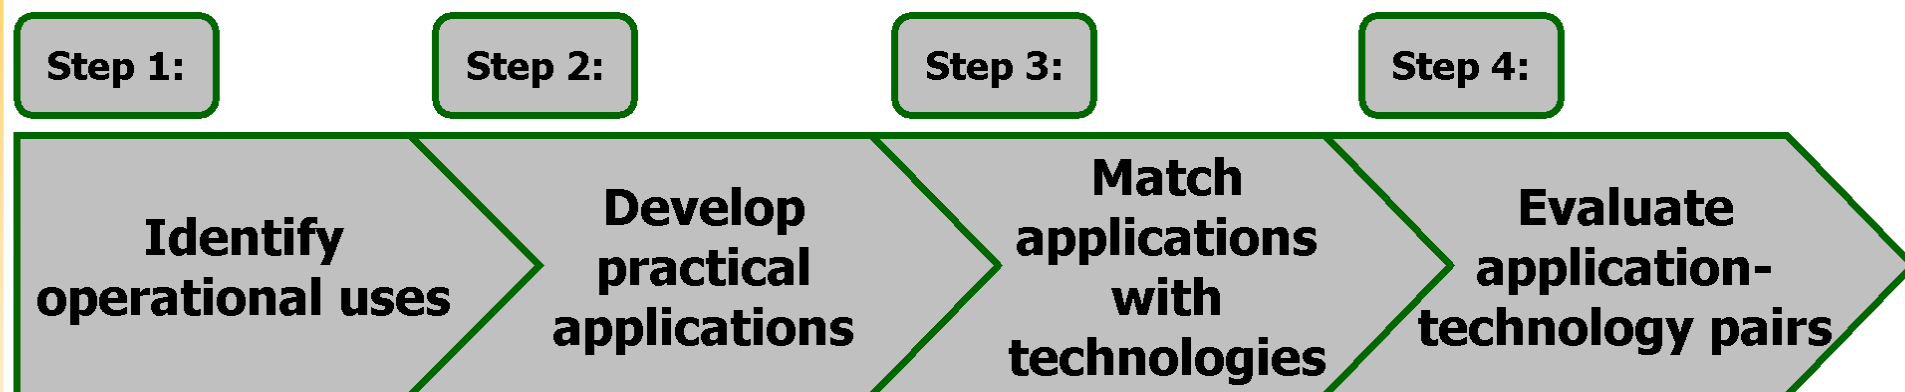 Step 1:
Step 2:
Step 3:
Step 4:
Identify
operational uses
Develop
practical
applications
Match
applications
with
technologies
Evaluate
application-
technology pairs